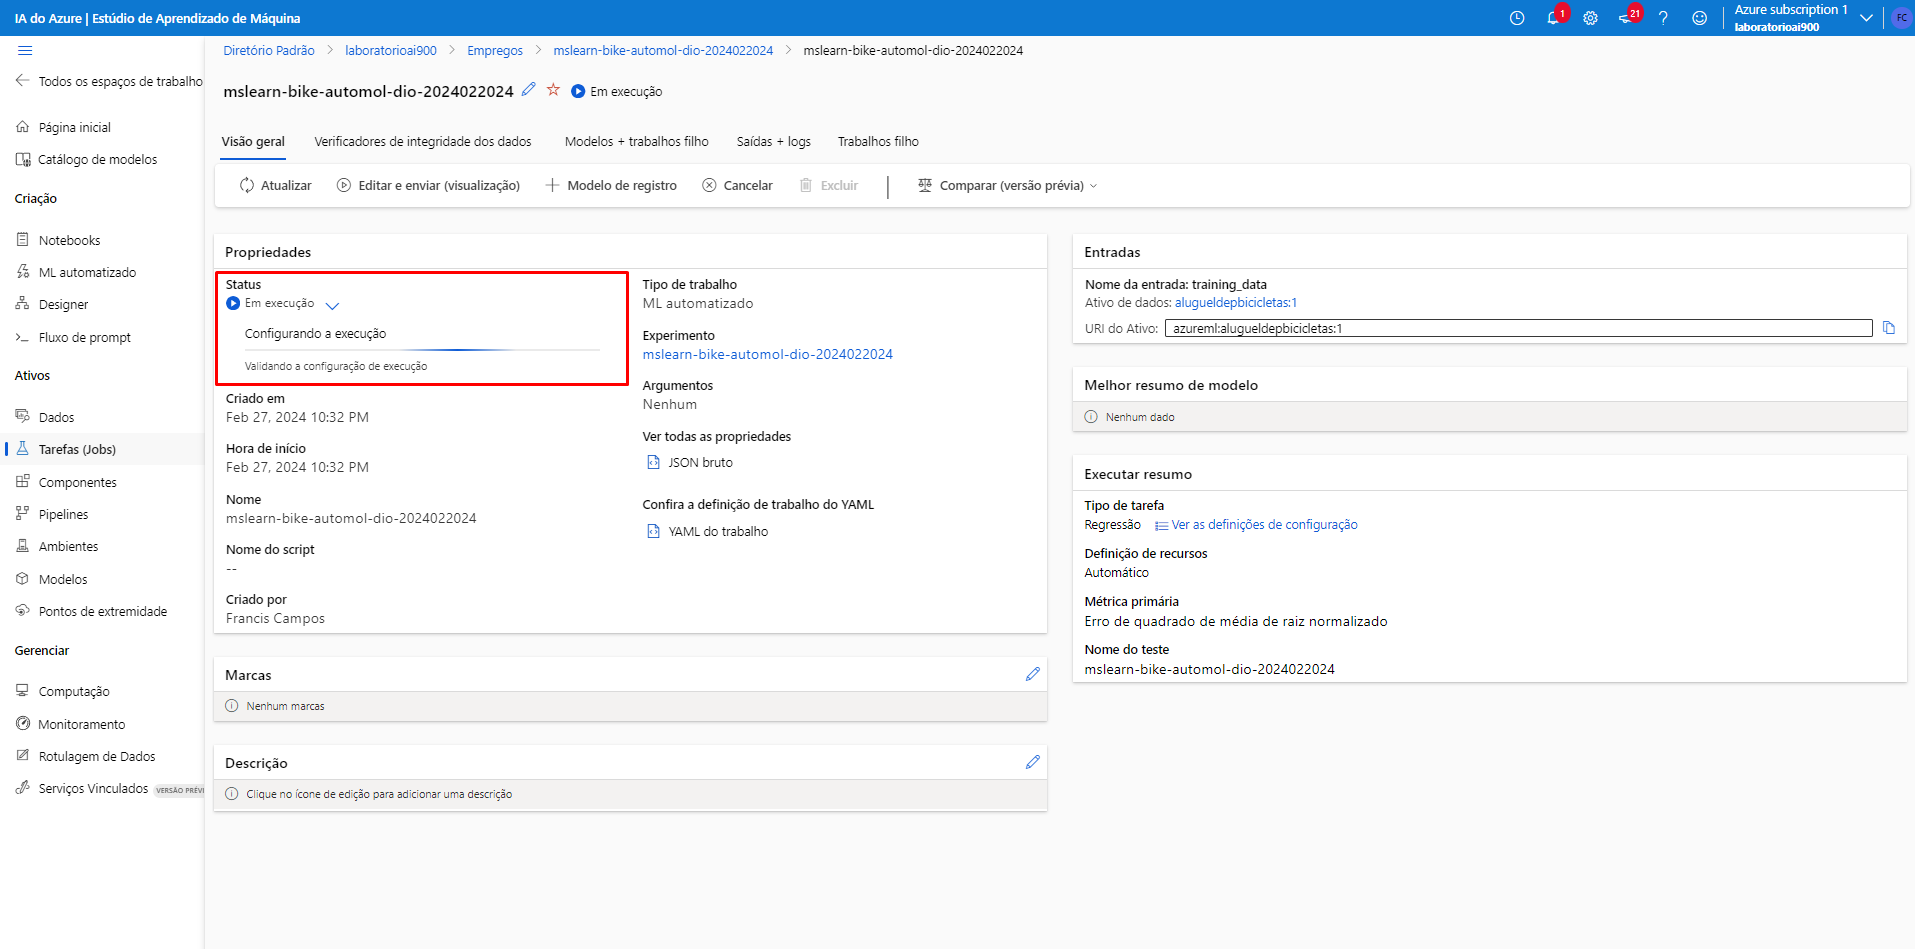 IA do Azure | Estúdio de Aprendizado de Máquina
1
21
Azure subscription 1
laboratorioai900
FC
Todos os espaços de trabalho
Página inicial
Catálogo de modelos
Criação
Notebooks
ML automatizado
Designer
Fluxo de prompt
Ativos
Dados
Tarefas (Jobs)
Componentes
Pipelines
Ambientes
Modelos
Pontos de extremidade
Gerenciar
Computação
Monitoramento
Rotulagem de Dados
Serviços Vinculados VERSÃO PRÉVI
Diretório Padrão > laboratorioai900 > Empregos > mslearn-bike-automol-dio-2024022024 > mslearn-bike-automol-dio-2024022024
mslearn-bike-automol-dio-2024022024 Em execução
Visão geral Verificadores de integridade dos dados Modelos + trabalhos filho Saídas + logs Trabalhos filho
Atualizar Editar e enviar (visualização) Modelo de registro Cancelar Excluir Comparar (versão prévia)
Propriedades
Status
Em execução
Configurando a execução
Validando a configuração de execução
Criado em
Feb 27, 2024 10:32 PM
Hora de início
Feb 27, 2024 10:32 PM
Nome
mslearn-bike-automol-dio-2024022024
Nome do script
--
Criado por
Francis Campos
Tipo de trabalho
ML automatizado
Experimento
mslearn-bike-automol-dio-2024022024
Argumentos
Nenhum
Ver todas as propriedades
JSON bruto
Confira a definição de trabalho do YAML
YAML do trabalho
Marcas
Nenhum marcas
Descrição
Clique no ícone de edição para adicionar uma descrição
Entradas
Nome da entrada: training_data
Ativo de dados: alugueldepbicicletas:1
URI do Ativo: azureml:alugueldepbicicletas:1
Melhor resumo de modelo
Nenhum dado
Executar resumo
Tipo de tarefa
Regressão Ver as definições de configuração
Definição de recursos
Automático
Métrica primária
Erro de quadrado de média de raiz normalizado
Nome do teste
mslearn-bike-automol-dio-2024022024